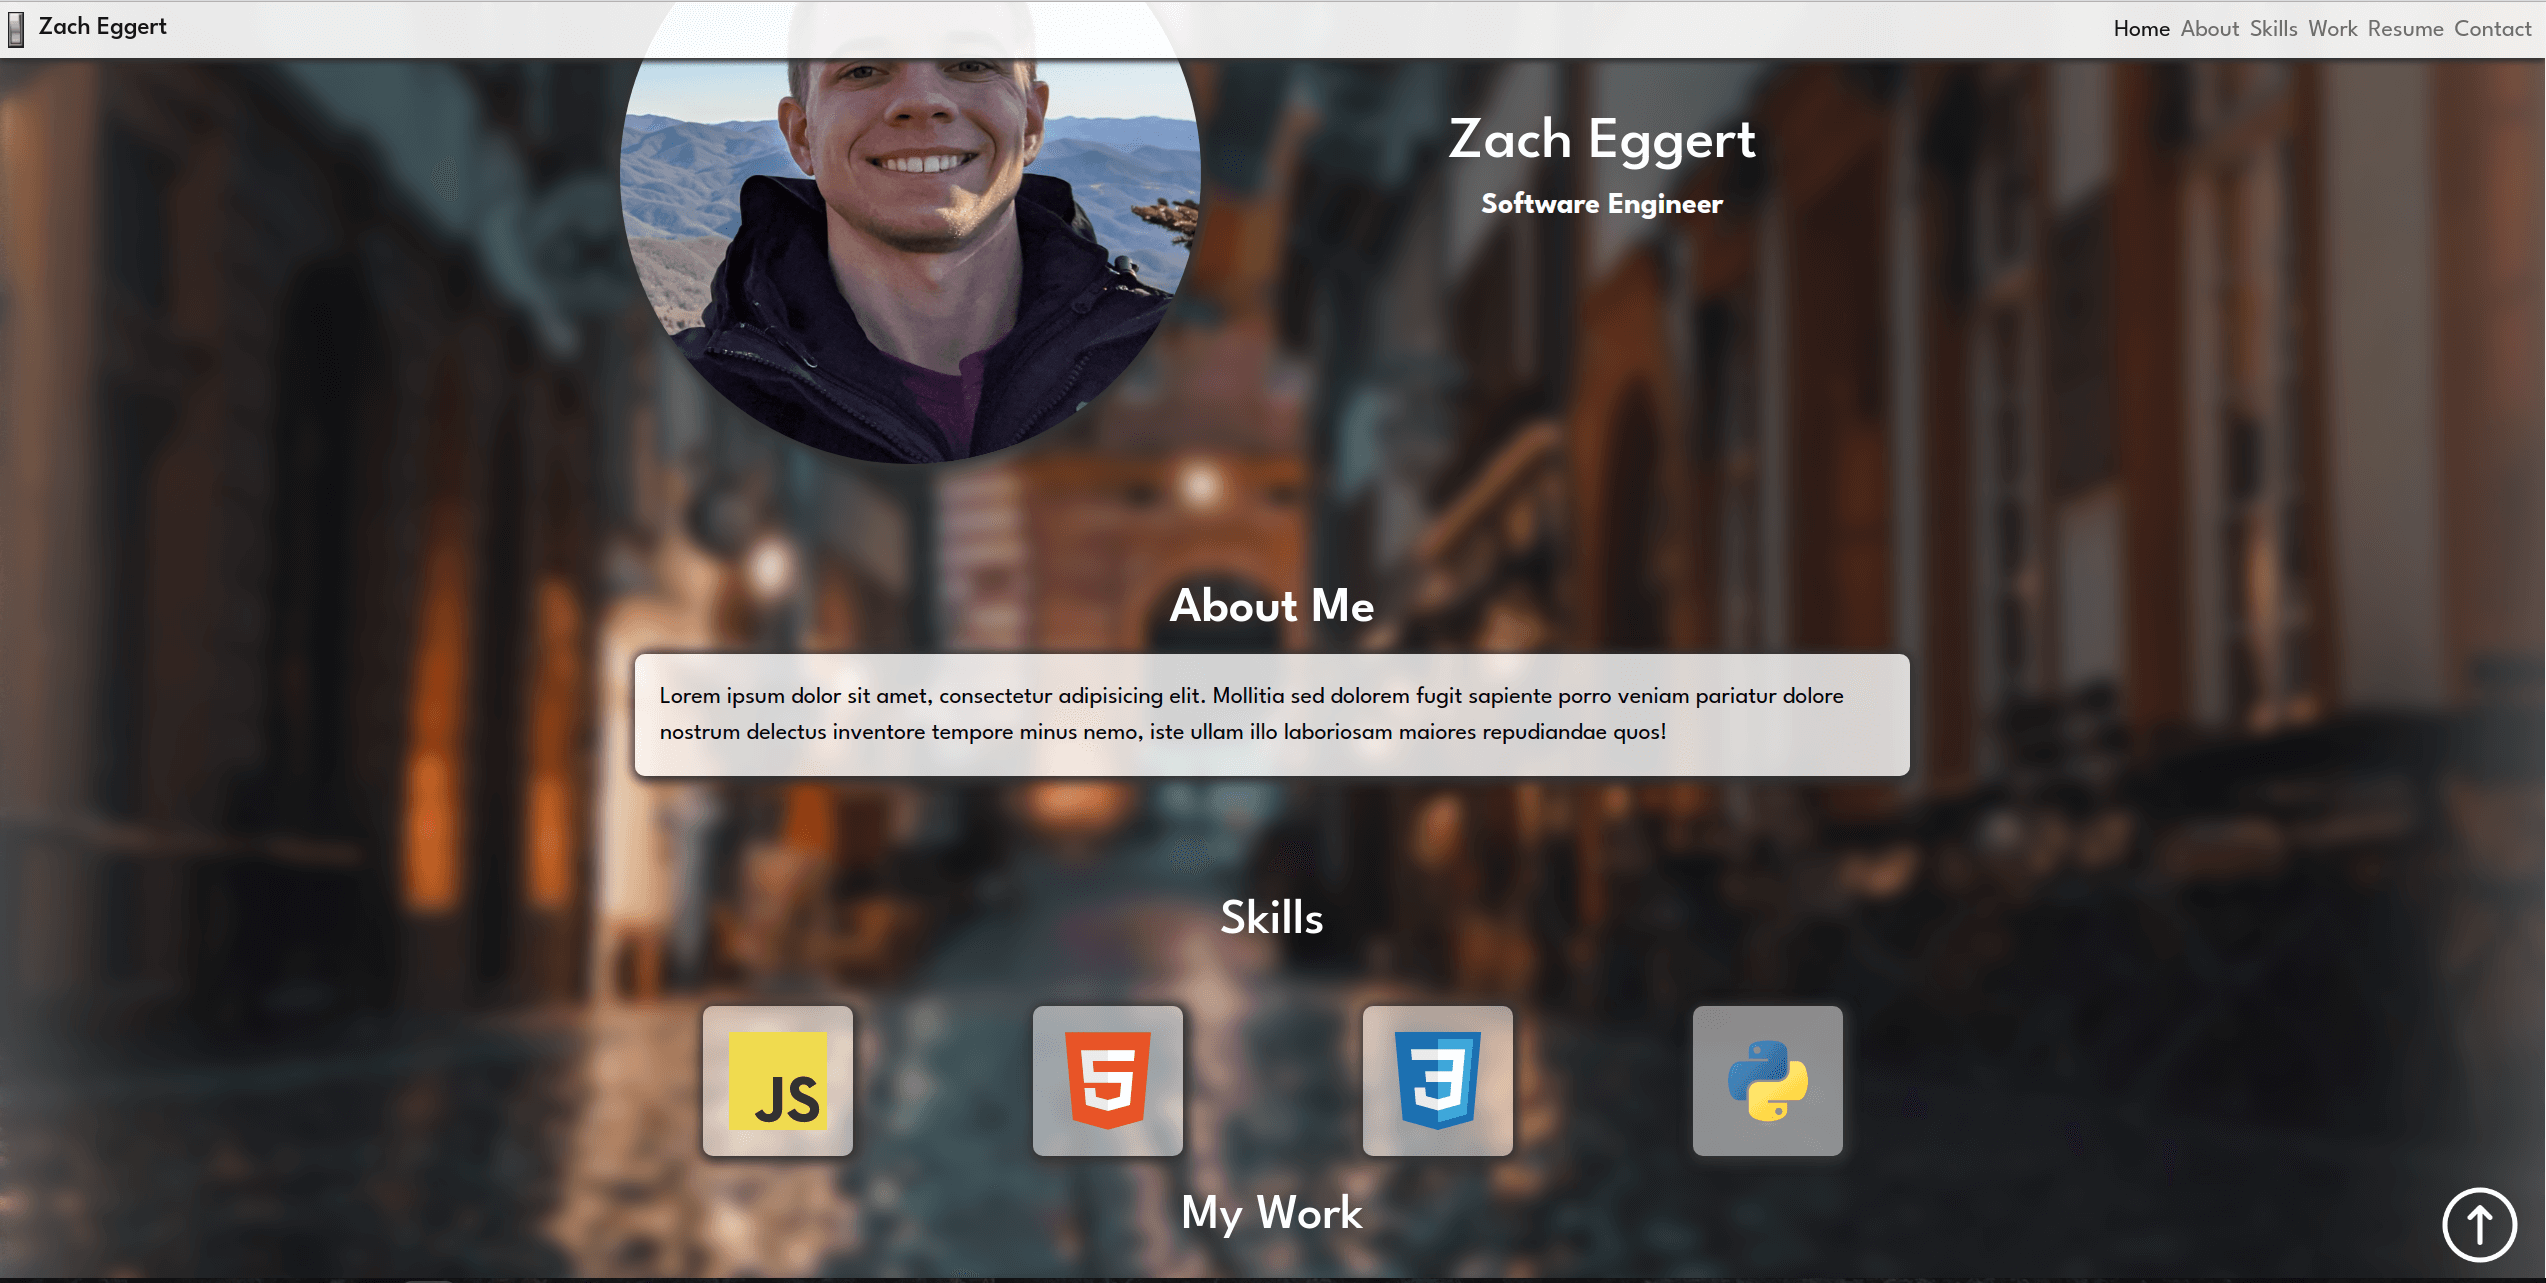 Zach Eggert
Home About Skills Work Resume Contact
Zach Eggert
Software Engineer
About Me
Lorem ipsum dolor sit amet, consectetur adipisicing elit. Mollitia sed dolorem fugit sapiente porro veniam pariatur dolore
nostrum delectus inventore tempore minus nemo, iste ullam illo laboriosam maiores repudiandae quos!
Skills
JS
5
3
My Work